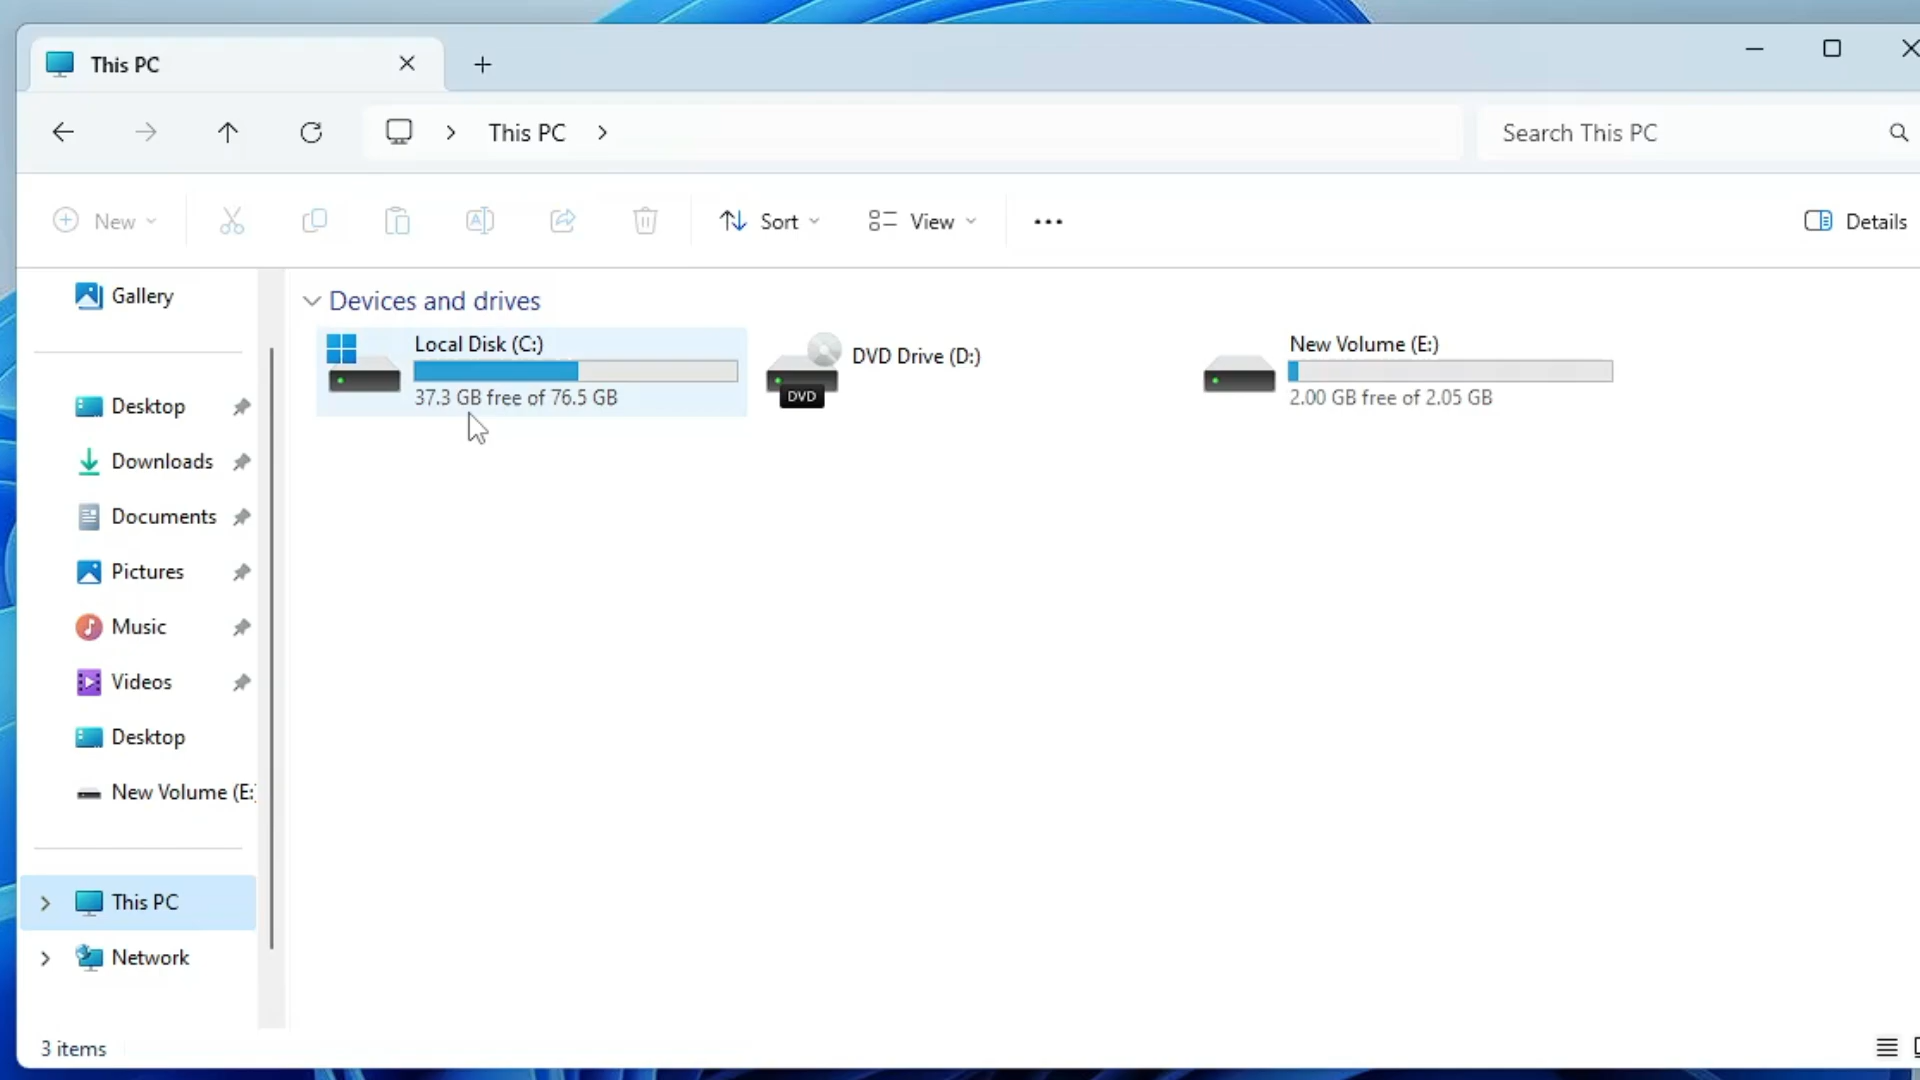 This PC
This PC
Search This PC
New
Sort
View
Details
Gallery
Desktop
Downloads
Documents
Pictures
Music
Videos
Desktop
New Volume (E:)
This PC
Network
Devices and drives
Local Disk (C:)
37.3 GB free of 76.5 GB
DVD
DVD Drive (D:)
New Volume (E:)
2.00 GB free of 2.05 GB
3 items